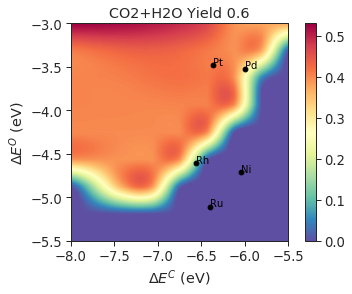 CO2+H2O Yield 0.6
ΔE^O (eV)
−3.0
−3.5
−4.0
−4.5
−5.0
−5.5
Pt
Pd
Rh
Ni
Ru
−8.0 −7.5 −7.0 −6.5 −6.0 −5.5
ΔE^C (eV)
0.5
0.4
0.3
0.2
0.1
0.0